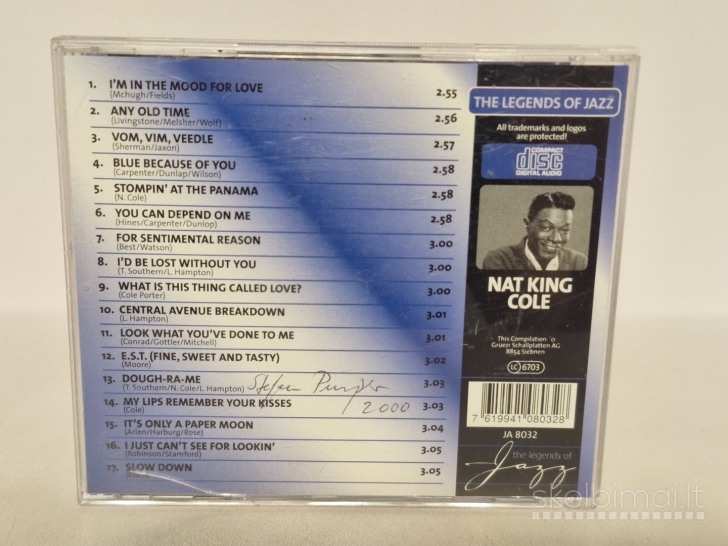 1. I'M IN THE MOOD FOR LOVE 2.55
(Mchugh/Fields)
2. ANY OLD TIME 2.56
(Livingstone/Melsher/Wolf)
3. VOM, VIM, VEEDLE 2.57
(Sherman/Jaxon)
4. BLUE BECAUSE OF YOU 2.58
(Carpenter/Dunlap/Wilson)
5. STOMPIN' AT THE PANAMA 2.58
(N. Cole)
6. YOU CAN DEPEND ON ME 2.58
(Hines/Carpenter/Dunlop)
7. FOR SENTIMENTAL REASON 3.00
(Best/Watson)
8. I'D BE LOST WITHOUT YOU 3.00
(T. Southern/L. Hampton)
9. WHAT IS THIS THING CALLED LOVE? 3.00
(Cole Porter)
10. CENTRAL AVENUE BREAKDOWN 3.01
(L. Hampton)
11. LOOK WHAT YOU'VE DONE TO ME 3.01
(Conrad/Gottler/Mitchell)
12. E.S.T. (FINE, SWEET AND TASTY) 3.02
(Moore)
13. DOUGH-RA-ME 3.03
(T. Southern/N. Cole/L. Hampton)
14. MY LIPS REMEMBER YOUR KISSES 2000 3.03
(Cole)
15. IT'S ONLY A PAPER MOON 3.04
(Arlen/Harburg/Rose)
16. I JUST CAN'T SEE FOR LOOKIN' 3.05
(Robinson/Stamford)
17. SLOW DOWN 3.05
THE LEGENDS OF JAZZ
All trademarks and logos
are protected!
COMPACT
disc
DIGITAL AUDIO
NAT KING
COLE
This Compilation
Grüezi Schallplatten AG
8854 Siebnen
LC 6703
7 619941 080328
JA 8032
the legends of
Jazz
skelbimai.lt